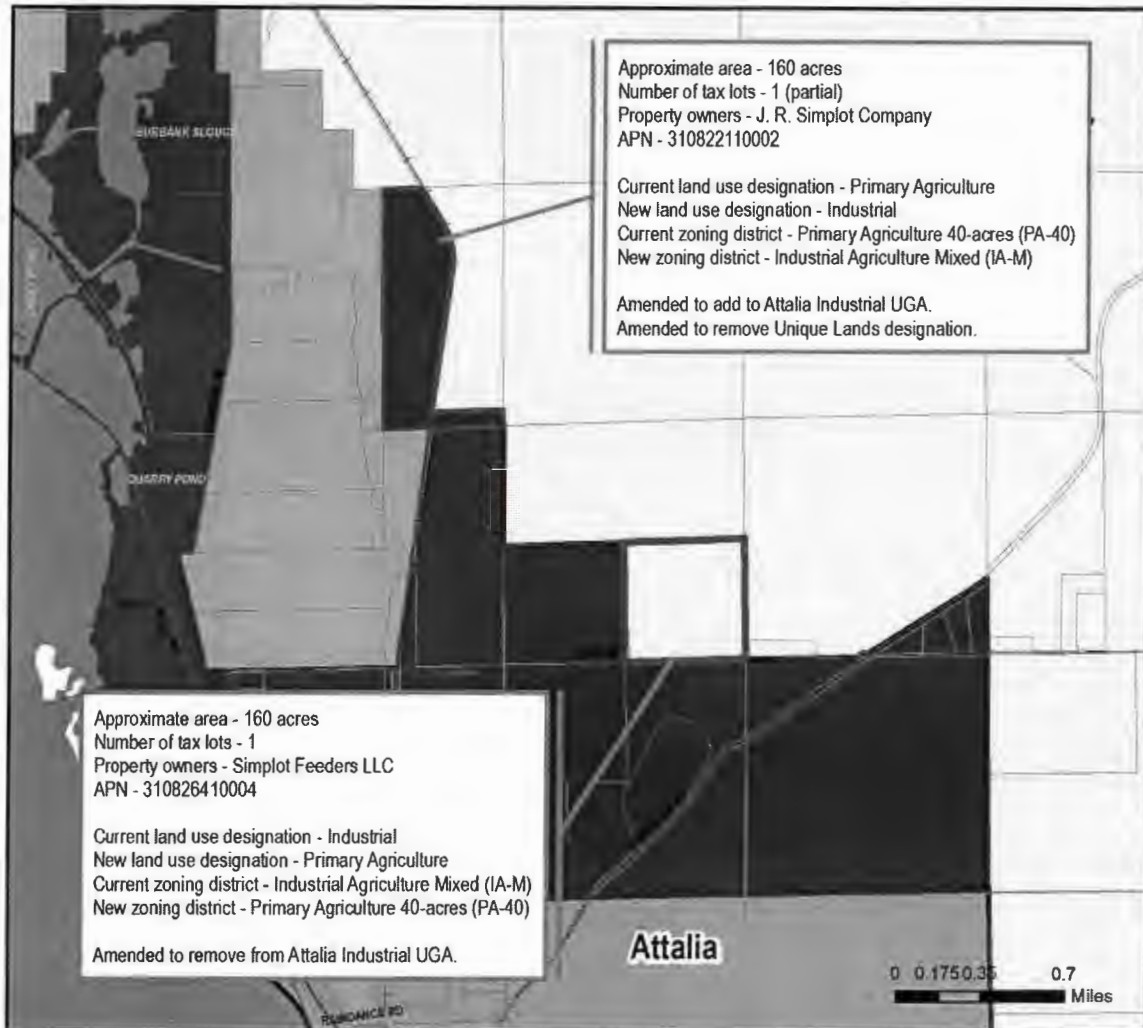 Approximate area - 160 acres
Number of tax lots - 1 (partial)
Property owners - J. R. Simplot Company
APN - 310822110002
Current land use designation - Primary Agriculture
New land use designation - Industrial
Current zoning district - Primary Agriculture 40-acres (PA-40)
New zoning district - Industrial Agriculture Mixed (IA-M)
Amended to add to Attalia Industrial UGA.
Amended to remove Unique Lands designation.
BURBANK SLOUGH
QUARRY POND
Approximate area - 160 acres
Number of tax lots - 1
Property owners - Simplot Feeders LLC
APN - 310826410004
Current land use designation - Industrial
New land use designation - Primary Agriculture
Current zoning district - Industrial Agriculture Mixed (IA-M)
New zoning district - Primary Agriculture 40-acres (PA-40)
Amended to remove from Attalia Industrial UGA.
Attalia
0 0.175 0.35 0.7
Miles
RD